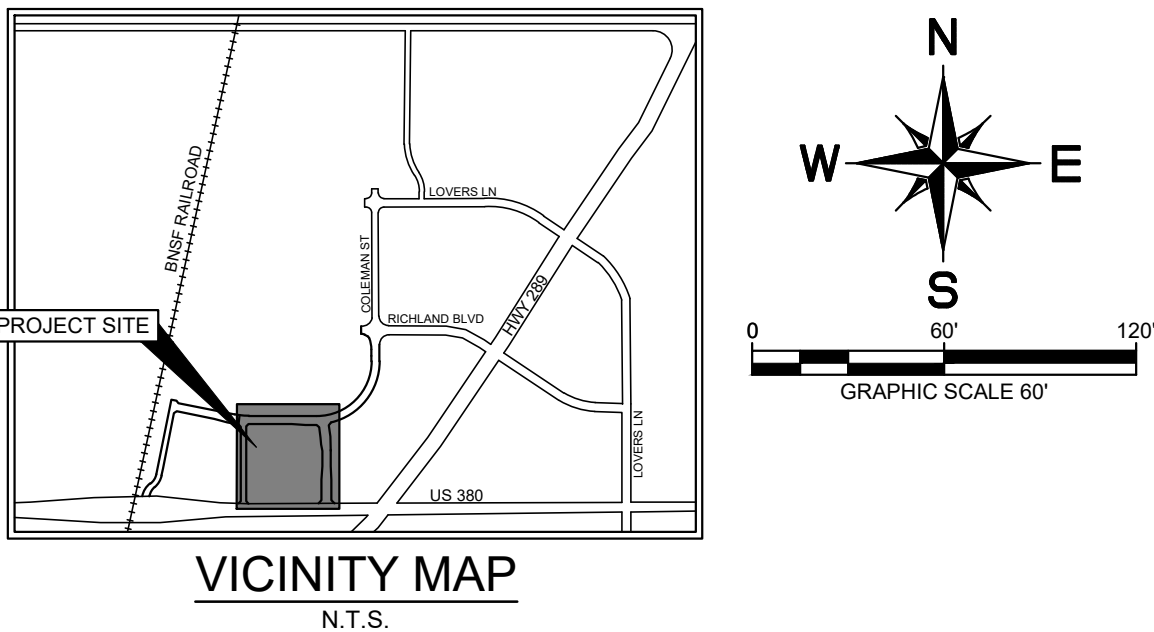 BNSF RAILROAD
LOVERS LN
COLEMAN ST
RICHLAND BLVD
HWY 289
PROJECT SITE
LOVERS LN
US 380
VICINITY MAP
N.T.S.
N
W
E
S
0
60'
120'
GRAPHIC SCALE 60'